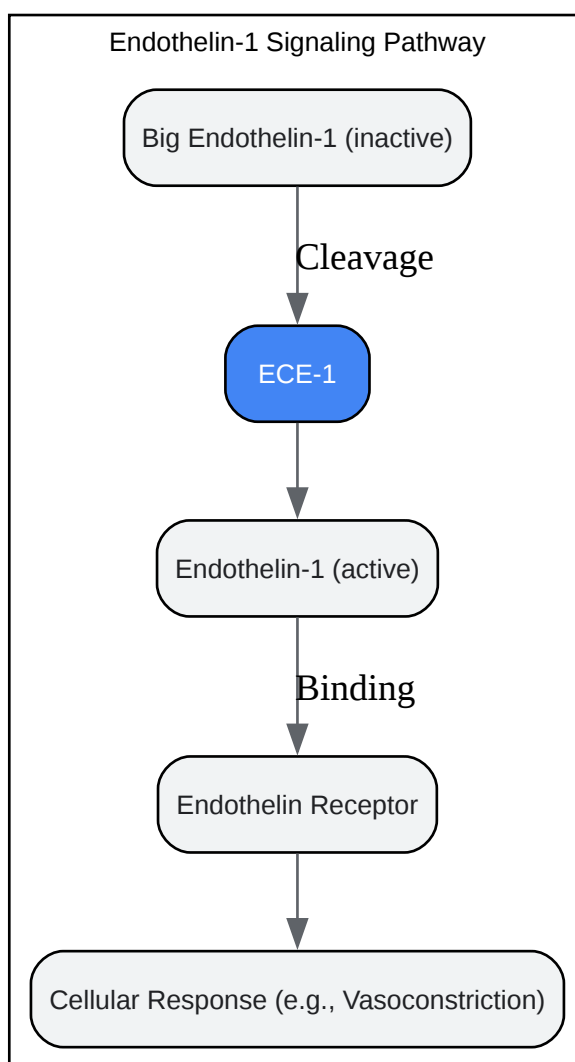 Endothelin-1 Signaling Pathway
Big Endothelin-1 (inactive)
Cleavage
ECE-1
Endothelin-1 (active)
Binding
Endothelin Receptor
Cellular Response (e.g., Vasoconstriction)